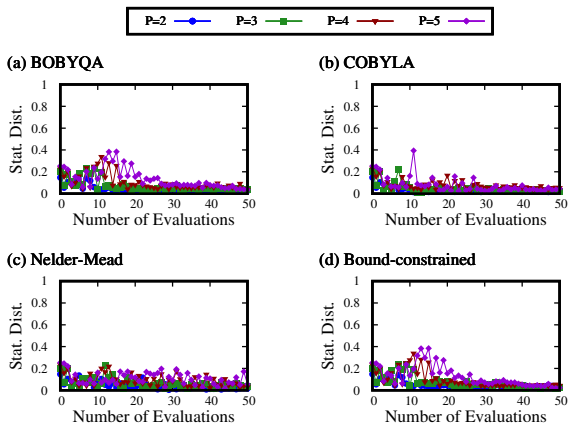 P=2 P=3 P=4 P=5
(a) BOBYQA
Stat. Dist.
1
0.8
0.6
0.4
0.2
0
0 10 20 30 40 50
Number of Evaluations
(b) COBYLA
Stat. Dist.
1
0.8
0.6
0.4
0.2
0
0 10 20 30 40 50
Number of Evaluations
(c) Nelder-Mead
Stat. Dist.
1
0.8
0.6
0.4
0.2
0
0 10 20 30 40 50
Number of Evaluations
(d) Bound-constrained
Stat. Dist.
1
0.8
0.6
0.4
0.2
0
0 10 20 30 40 50
Number of Evaluations